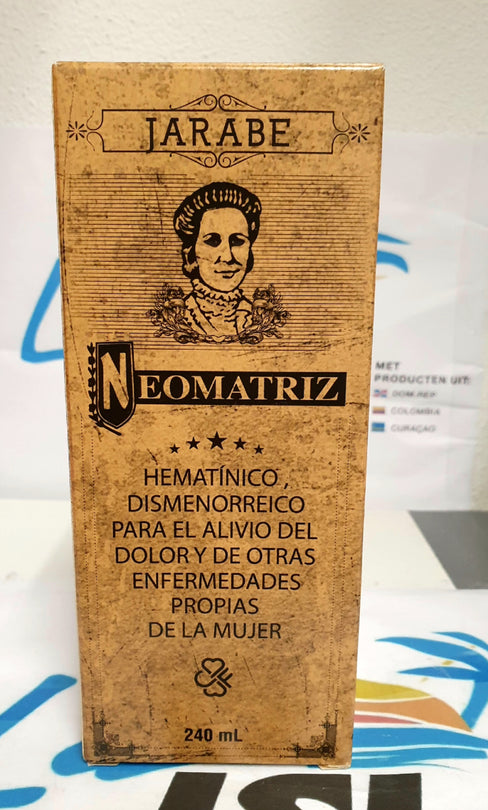 JARABE
NEOMATRIZ
HEMATÍNICO,
DISMENORREICO
PARA EL ALIVIO DEL
DOLOR Y DE OTRAS
ENFERMEDADES
PROPIAS
DE LA MUJER
240 mL
MET
PRODUCTEN UIT:
DOM.REP
COLOMBIA
CURAÇAO